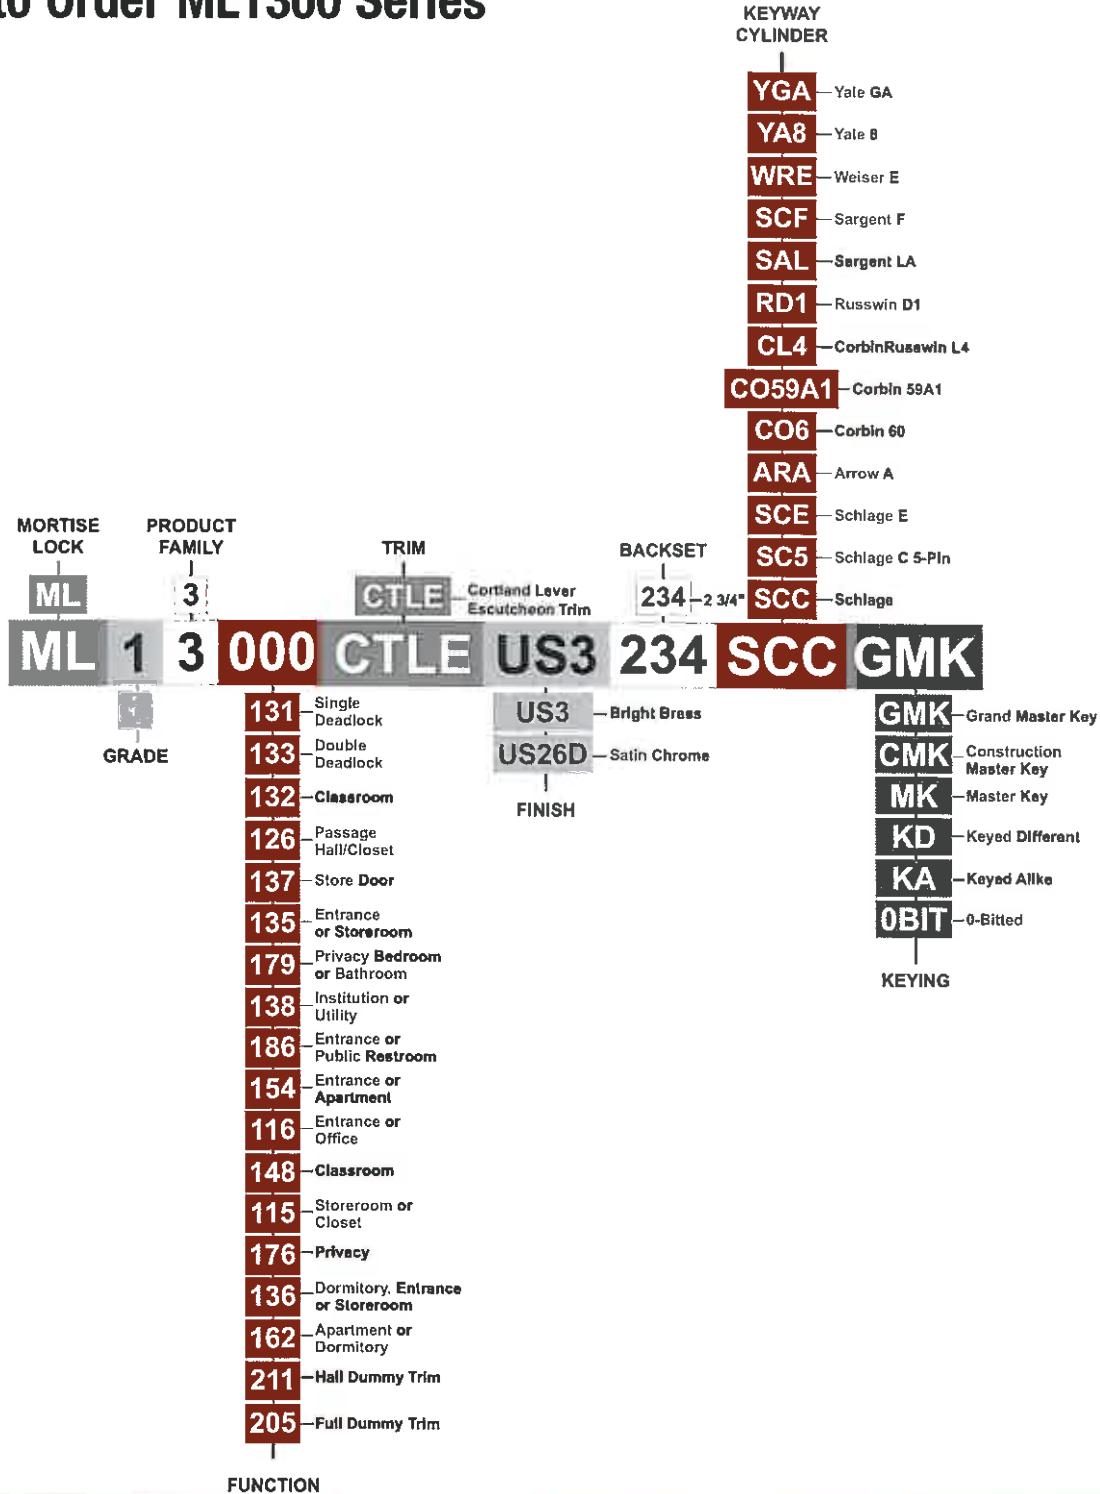 to Order ML1300 Series
KEYWAY
CYLINDER
YGA Yale GA
YA8 Yale 8
WRE Weiser E
SCF Sargent F
SAL Sargent LA
RD1 Russwin D1
CL4 CorbinRusswin L4
CO59A1 Corbin 59A1
CO6 Corbin 60
ARA Arrow A
SCE Schlage E
SC5 Schlage C 5-Pin
SCC Schlage
MORTISE
LOCK
ML
PRODUCT
FAMILY
3
TRIM
CTLE Cortland Lever
Escutcheon Trim
BACKSET
234 2 3/4"
ML 1 3 000 CTLE US3 234 SCC GMK
1
GRADE
131 Single
Deadlock
133 Double
Deadlock
132 Classroom
126 Passage
Hall/Closet
137 Store Door
135 Entrance
or Storeroom
179 Privacy Bedroom
or Bathroom
138 Institution or
Utility
186 Entrance or
Public Restroom
154 Entrance or
Apartment
116 Entrance or
Office
148 Classroom
115 Storeroom or
Closet
176 Privacy
136 Dormitory, Entrance
or Storeroom
162 Apartment or
Dormitory
211 Hall Dummy Trim
205 Full Dummy Trim
FUNCTION
US3 Bright Brass
US26D Satin Chrome
FINISH
GMK Grand Master Key
CMK Construction
Master Key
MK Master Key
KD Keyed Different
KA Keyed Alike
0BIT 0-Bitted
KEYING